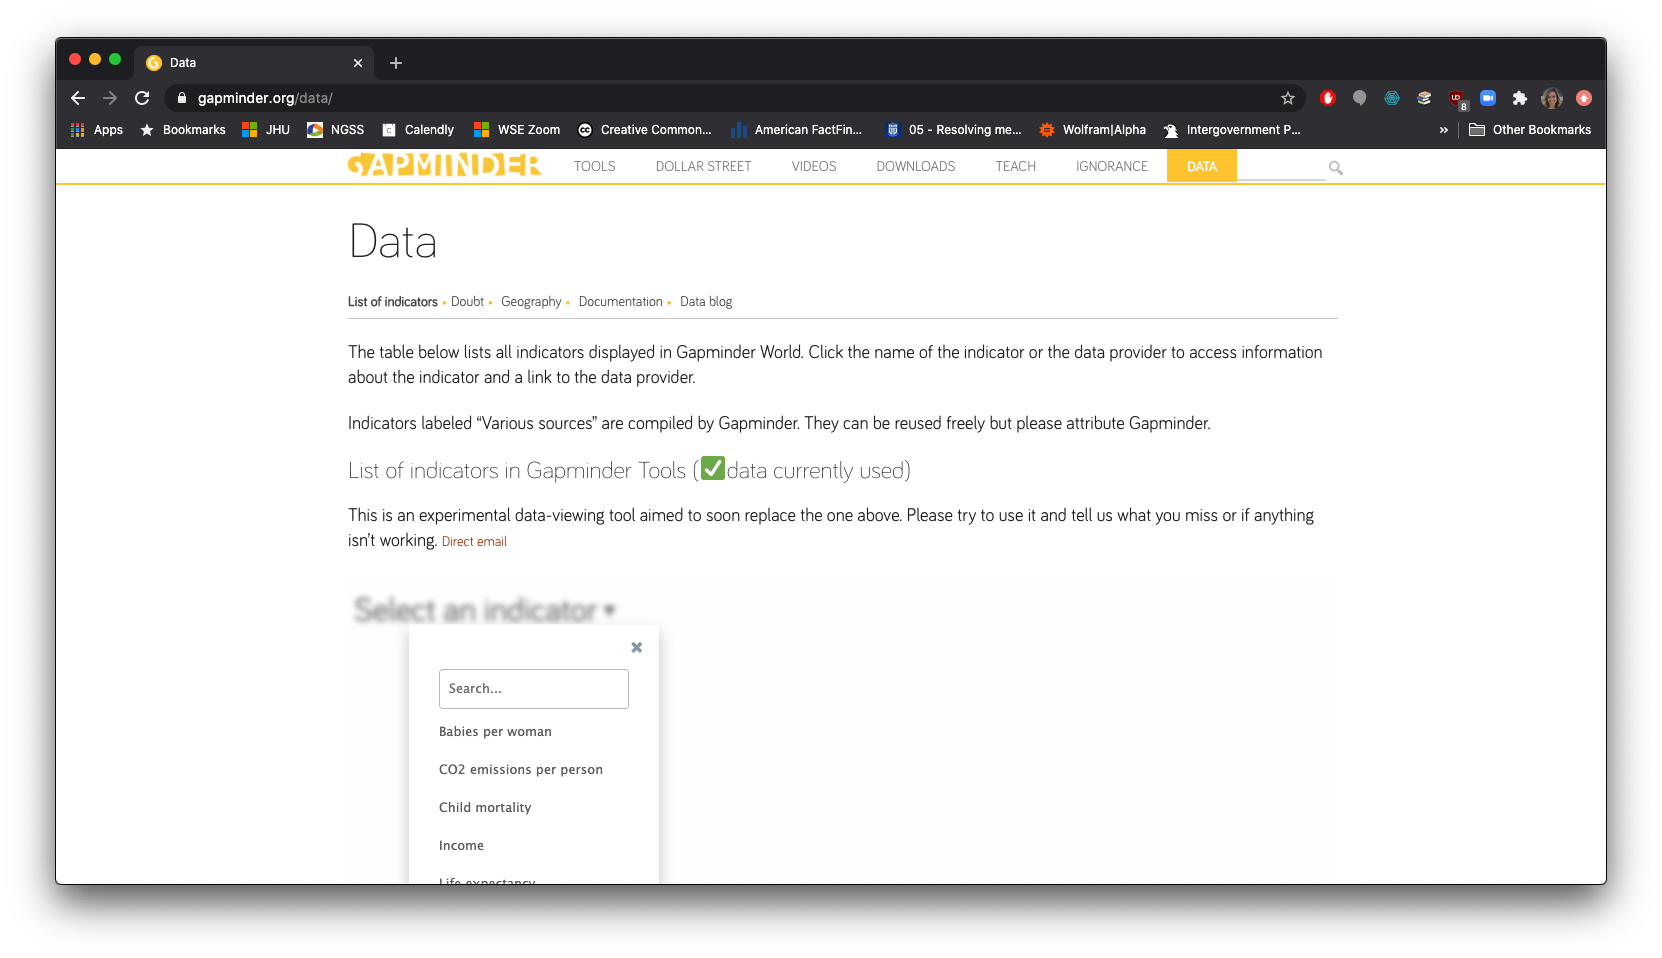 Data
gapminder.org/data/
Apps Bookmarks JHU NGSS Calendly WSE Zoom Creative Common... American FactFin... 05 - Resolving me... Wolfram|Alpha Intergovernment P... » Other Bookmarks
GAPMINDER TOOLS DOLLAR STREET VIDEOS DOWNLOADS TEACH IGNORANCE DATA
Data
List of indicators • Doubt • Geography • Documentation • Data blog
The table below lists all indicators displayed in Gapminder World. Click the name of the indicator or the data provider to access information
about the indicator and a link to the data provider.
Indicators labeled “Various sources” are compiled by Gapminder. They can be reused freely but please attribute Gapminder.
List of indicators in Gapminder Tools (✅data currently used)
This is an experimental data-viewing tool aimed to soon replace the one above. Please try to use it and tell us what you miss or if anything
isn’t working. Direct email
Select an indicator
Search...
Babies per woman
CO2 emissions per person
Child mortality
Income
Life expectancy